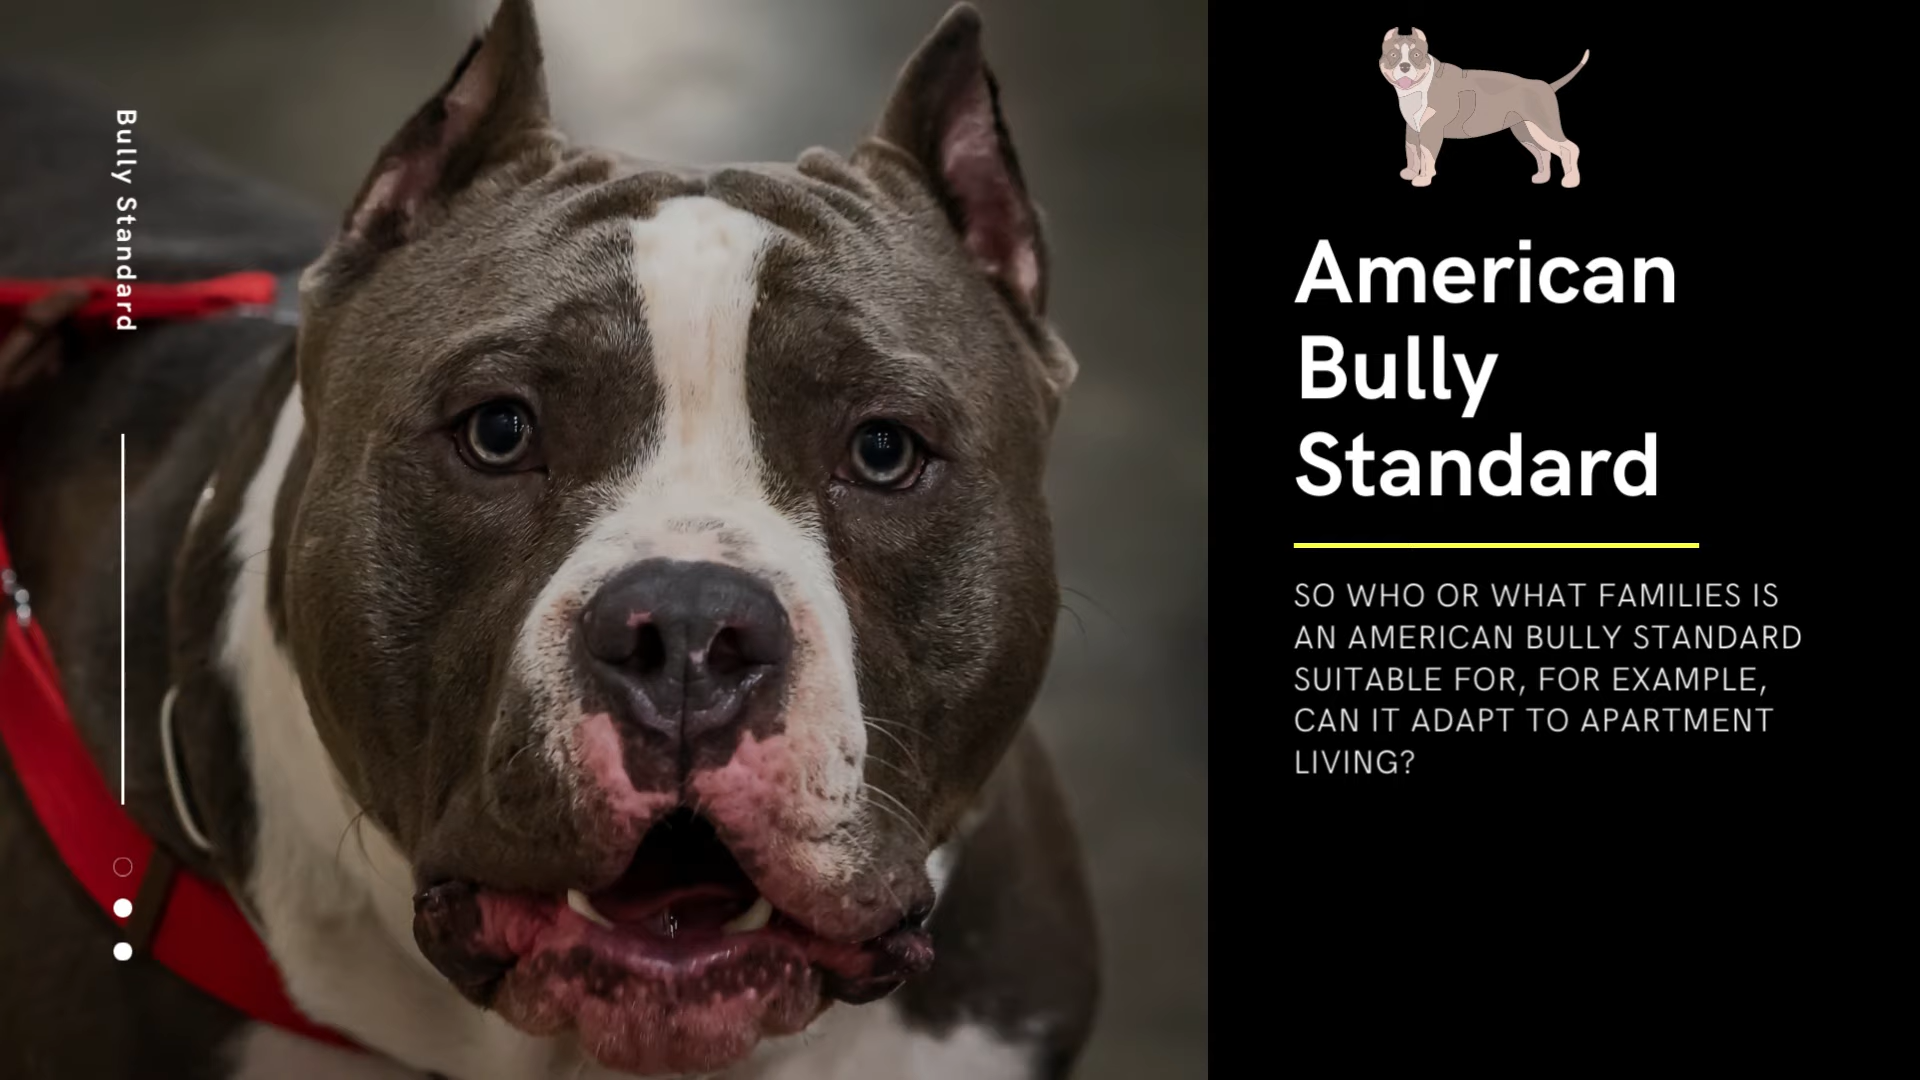 Bully Standard
American
Bully
Standard
SO WHO OR WHAT FAMILIES IS
AN AMERICAN BULLY STANDARD
SUITABLE FOR, FOR EXAMPLE,
CAN IT ADAPT TO APARTMENT
LIVING?